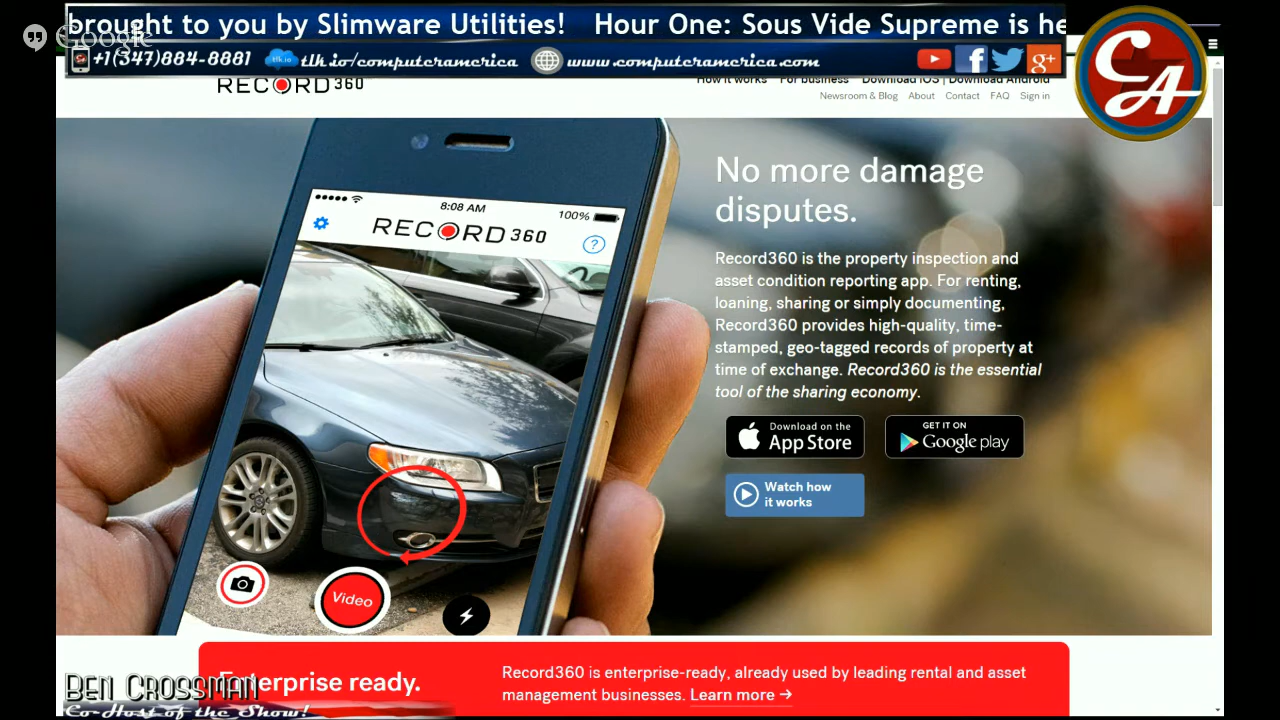 brought to you by Slimware Utilities! Hour One: Sous Vide Supreme is he
Google
+1(347)884-8881 tlk.io/computeramerica www.computeramerica.com
CA
RECORD360
How it works For business Download iOS | Download Android
Newsroom & Blog About Contact FAQ Sign in
8:08 AM 100%
RECORD360 ?
Video
No more damage
disputes.
Record360 is the property inspection and
asset condition reporting app. For renting,
loaning, sharing or simply documenting,
Record360 provides high-quality, time-
stamped, geo-tagged records of property at
time of exchange. Record360 is the essential
tool of the sharing economy.
Download on the
App Store
GET IT ON
Google play
Watch how
it works
Enterprise ready.
Record360 is enterprise-ready, already used by leading rental and asset
management businesses. Learn more →
Ben Crossman
Co-Host of the Show!